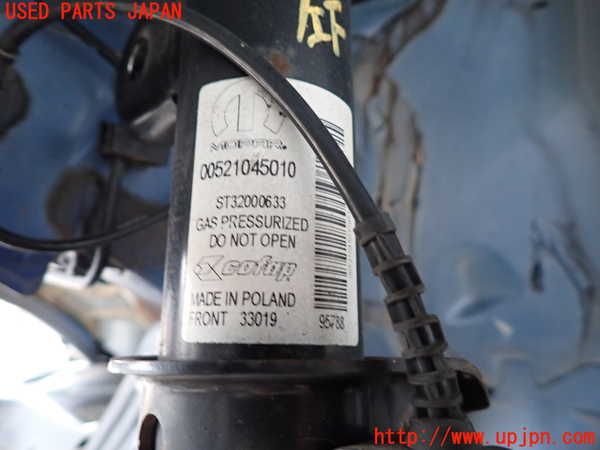 USED PARTS JAPAN
MOPAR.
00521045010
ST32000633
GAS PRESSURIZED
DO NOT OPEN
cofap
MADE IN POLAND
FRONT 33019
95788
http://www.upjpn.com/